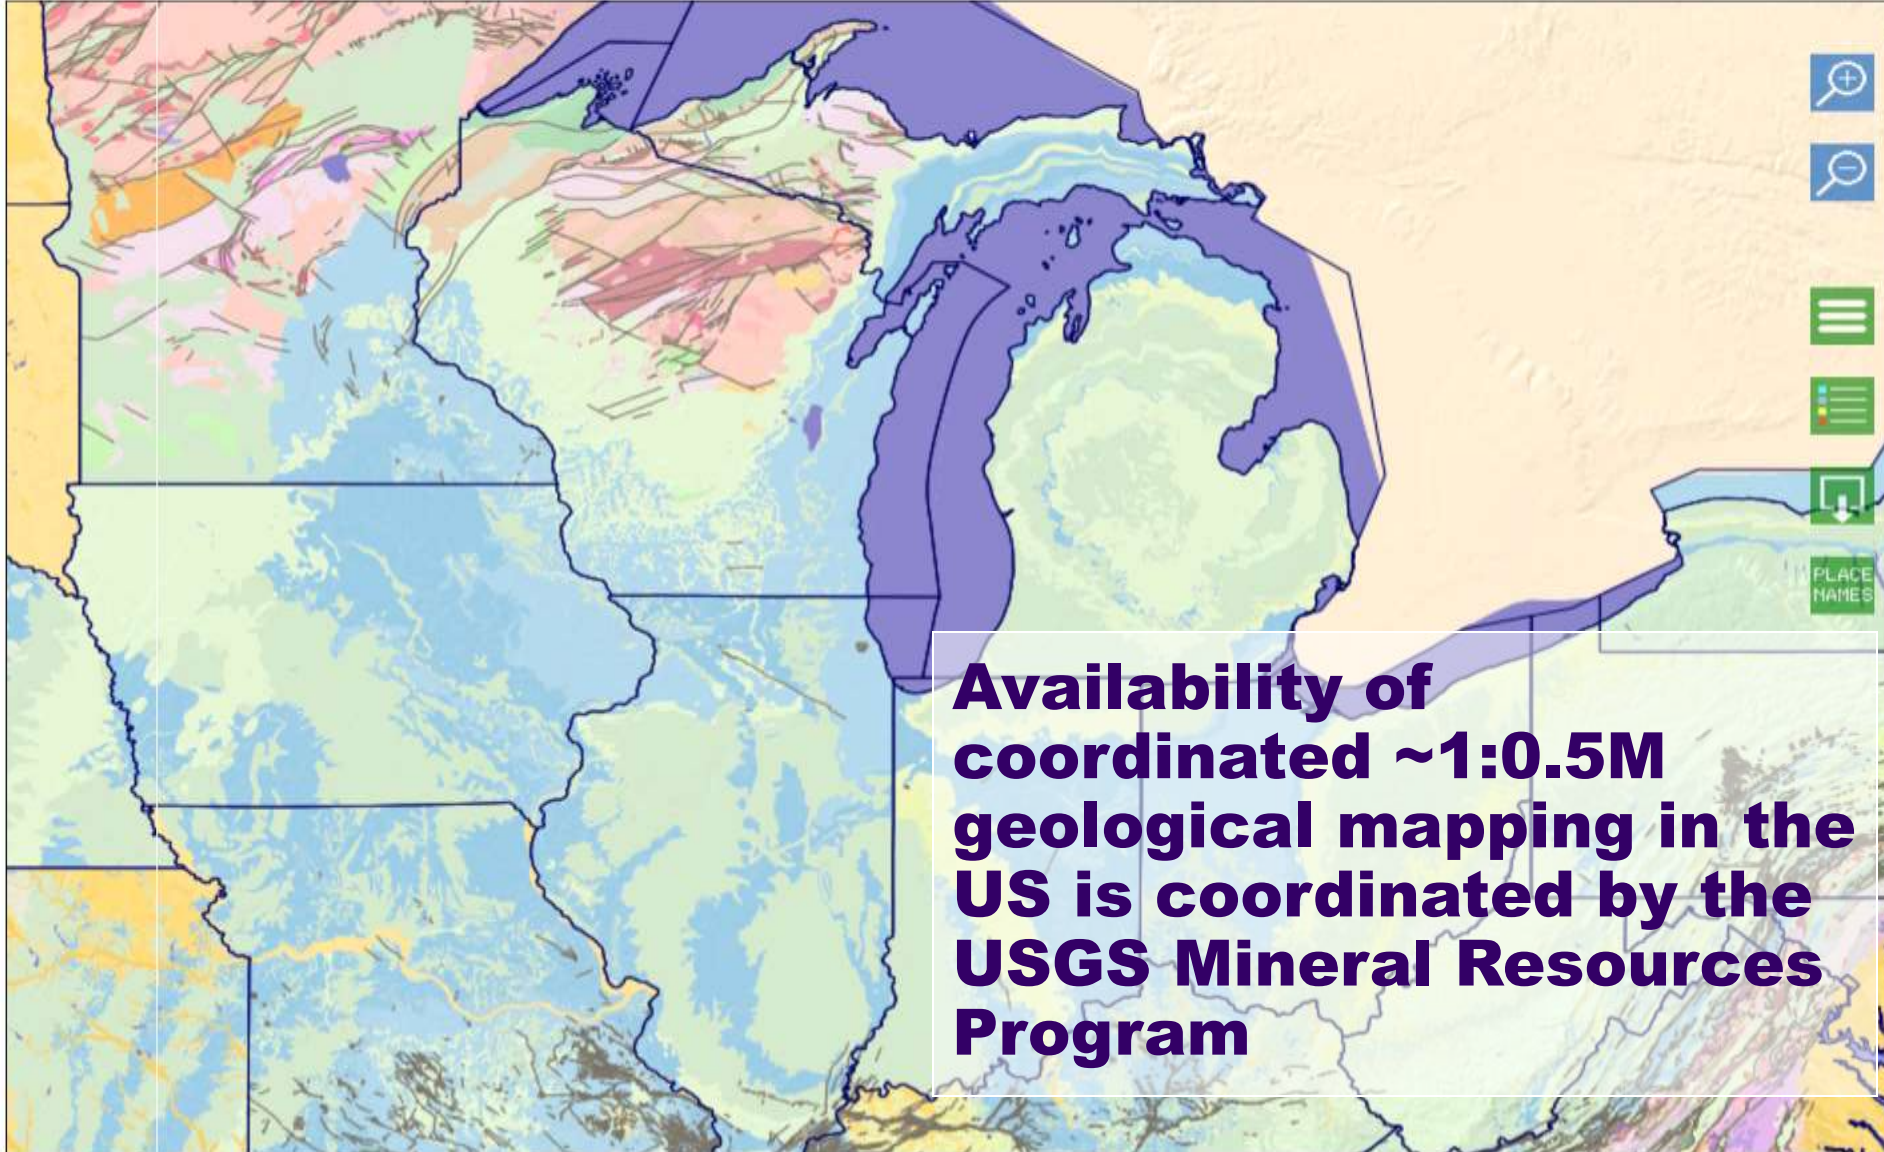 PLACE
NAMES
Availability of
coordinated ~1:0.5M
geological mapping in the
US is coordinated by the
USGS Mineral Resources
Program